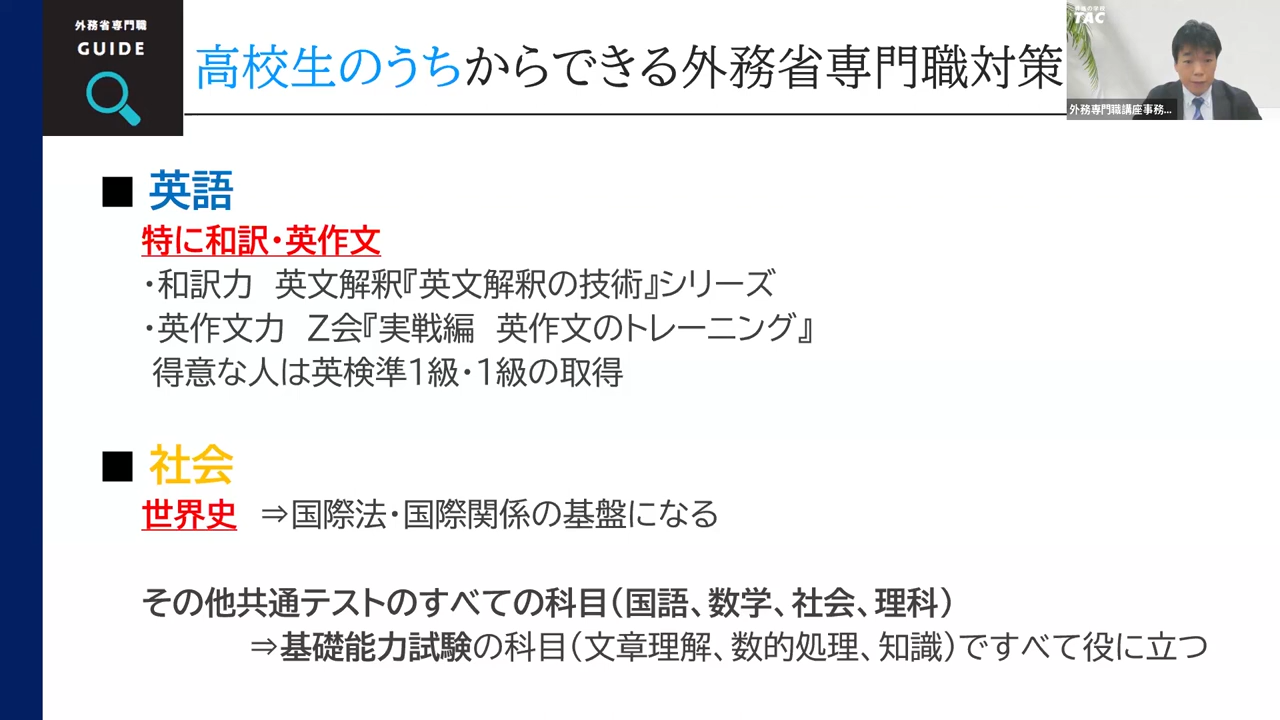 外務省専門職
GUIDE
高校生のうちからできる外務省専門職対策
資格の学校
TAC
外務専門職講座事務...
■ 英語
特に和訳・英作文
・和訳力　英文解釈『英文解釈の技術』シリーズ
・英作文力　Z会『実戦編　英作文のトレーニング』
得意な人は英検準1級・1級の取得
■ 社会
世界史　⇒国際法・国際関係の基盤になる
その他共通テストのすべての科目（国語、数学、社会、理科）
⇒基礎能力試験の科目（文章理解、数的処理、知識）ですべて役に立つ